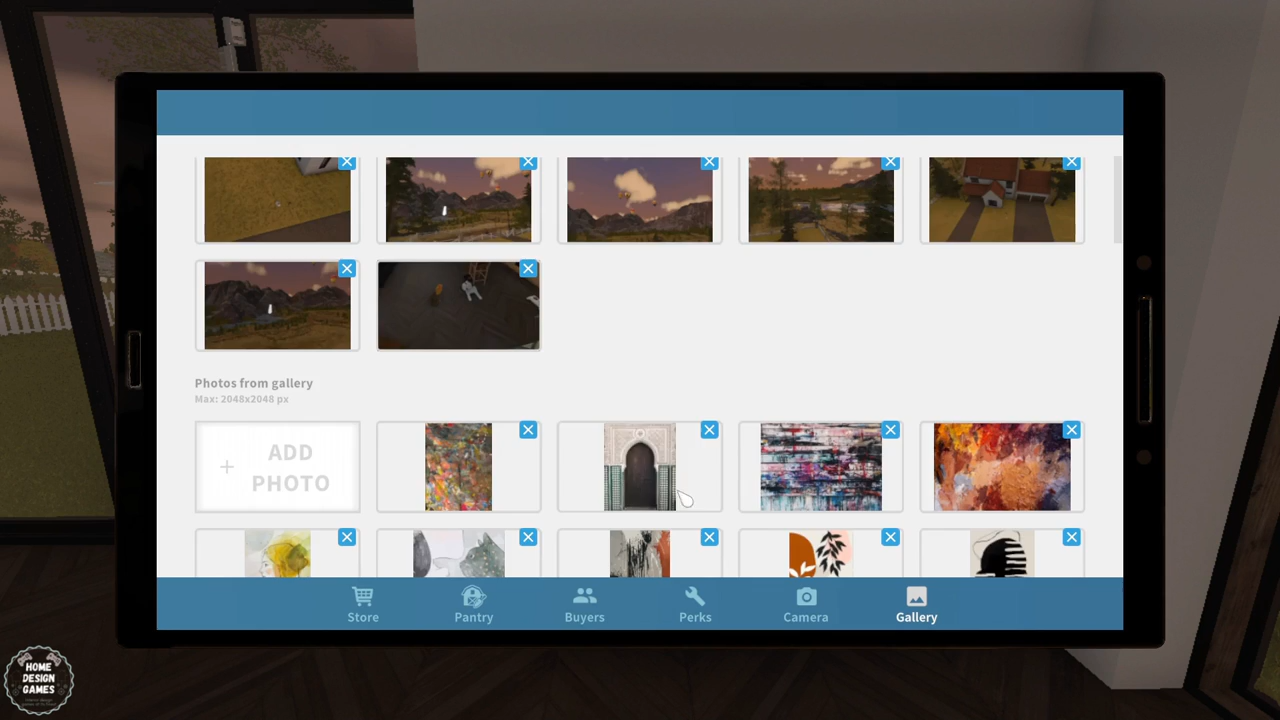 Photos from gallery
Max: 2048x2048 px
+ ADD
PHOTO
Store
Pantry
Buyers
Perks
Camera
Gallery
HOME
DESIGN
GAMES